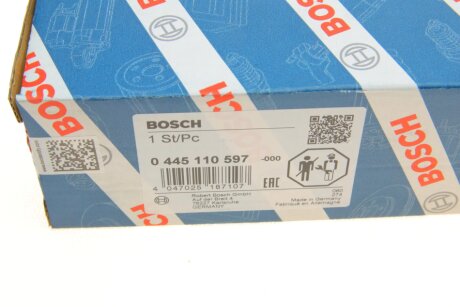 BOSCH
BOSCH
BOSCH
BOSCH
BOSCH
1 St/Pc
0 445 110 597 -000
4 047025 187107
EAC
Robert Bosch GmbH
Auf der Breit 4
76227 Karlsruhe
GERMANY
Made in Germany
Fabriqué en Allemagne